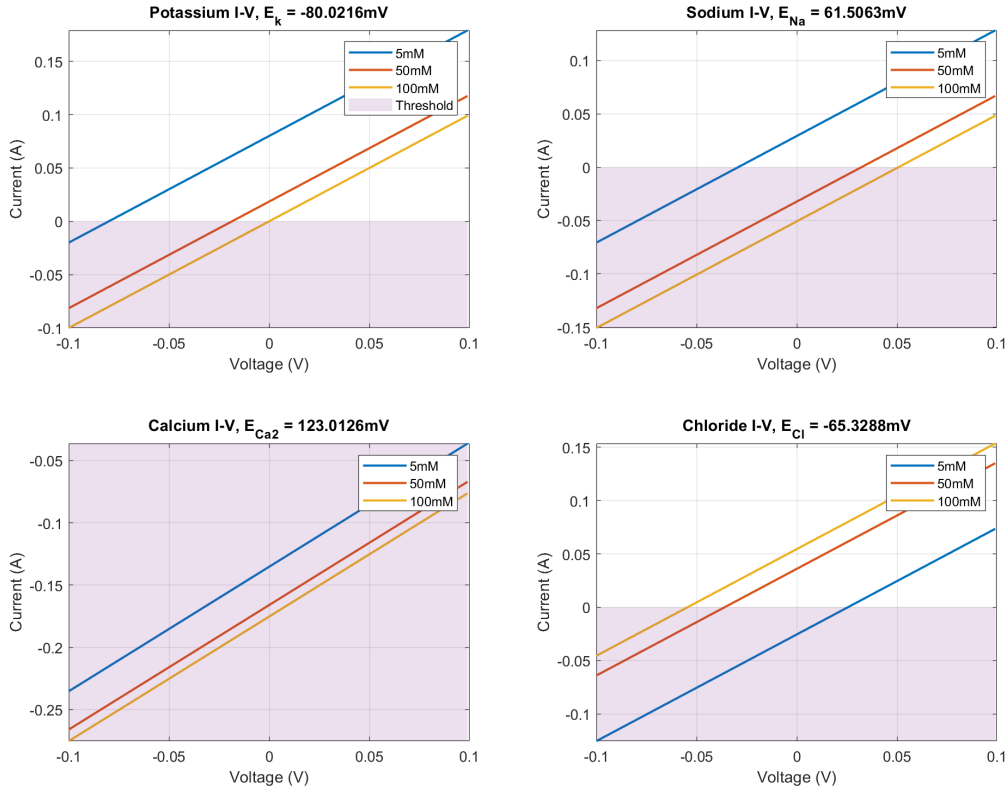 Potassium I-V, E_k = -80.0216mV
0.15
0.1
0.05
0
-0.05
-0.1
Current (A)
5mM
50mM
100mM
Threshold
-0.1
-0.05
0
0.05
0.1
Voltage (V)
Sodium I-V, E_Na = 61.5063mV
0.1
0.05
0
-0.05
-0.1
-0.15
Current (A)
5mM
50mM
100mM
-0.1
-0.05
0
0.05
0.1
Voltage (V)
Calcium I-V, E_Ca2 = 123.0126mV
-0.05
-0.1
-0.15
-0.2
-0.25
Current (A)
5mM
50mM
100mM
-0.1
-0.05
0
0.05
0.1
Voltage (V)
Chloride I-V, E_Cl = -65.3288mV
0.15
0.1
0.05
0
-0.05
-0.1
Current (A)
5mM
50mM
100mM
-0.1
-0.05
0
0.05
0.1
Voltage (V)